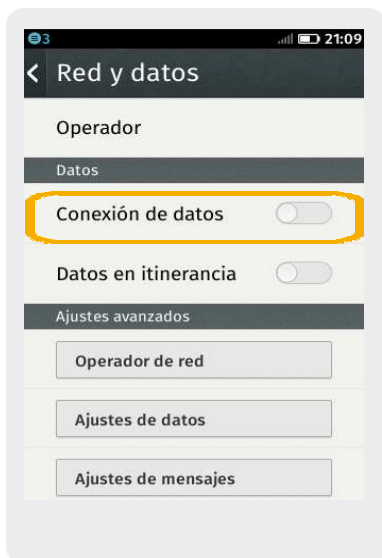 3 21:09
Red y datos
Operador
Datos
Conexión de datos
Datos en itinerancia
Ajustes avanzados
Operador de red
Ajustes de datos
Ajustes de mensajes